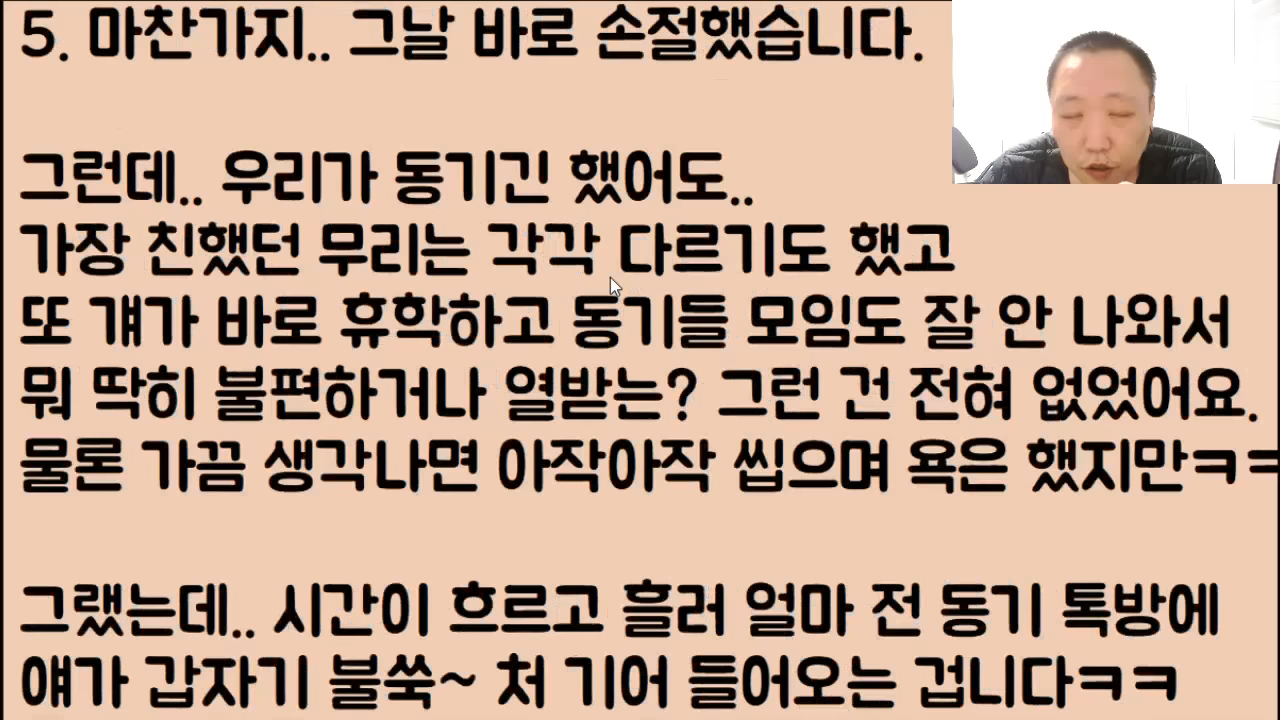 5. 마찬가지.. 그날 바로 손절했습니다.
그런데.. 우리가 동기긴 했어도..
가장 친했던 무리는 각각 다르기도 했고
또 걔가 바로 휴학하고 동기들 모임도 잘 안 나와서
뭐 딱히 불편하거나 열받는? 그런 건 전혀 없었어요.
물론 가끔 생각나면 아작아작 씹으며 욕은 했지만ㅋㅋ
그랬는데.. 시간이 흐르고 흘러 얼마 전 동기 톡방에
얘가 갑자기 불쑥~ 처 기어 들어오는 겁니다ㅋㅋ